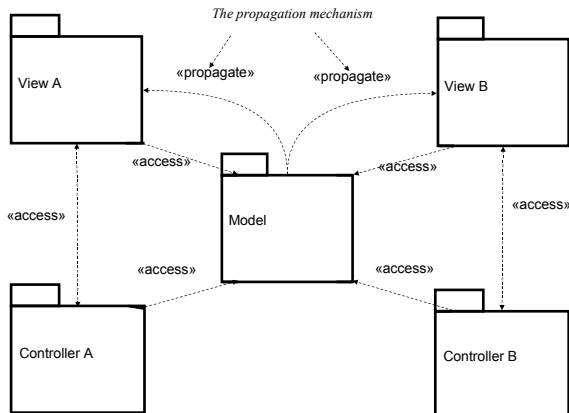 The propagation mechanism
«propagate»
«propagate»
View A
View B
«access»
«access»
«access»
«access»
Model
«access»
«access»
Controller A
Controller B